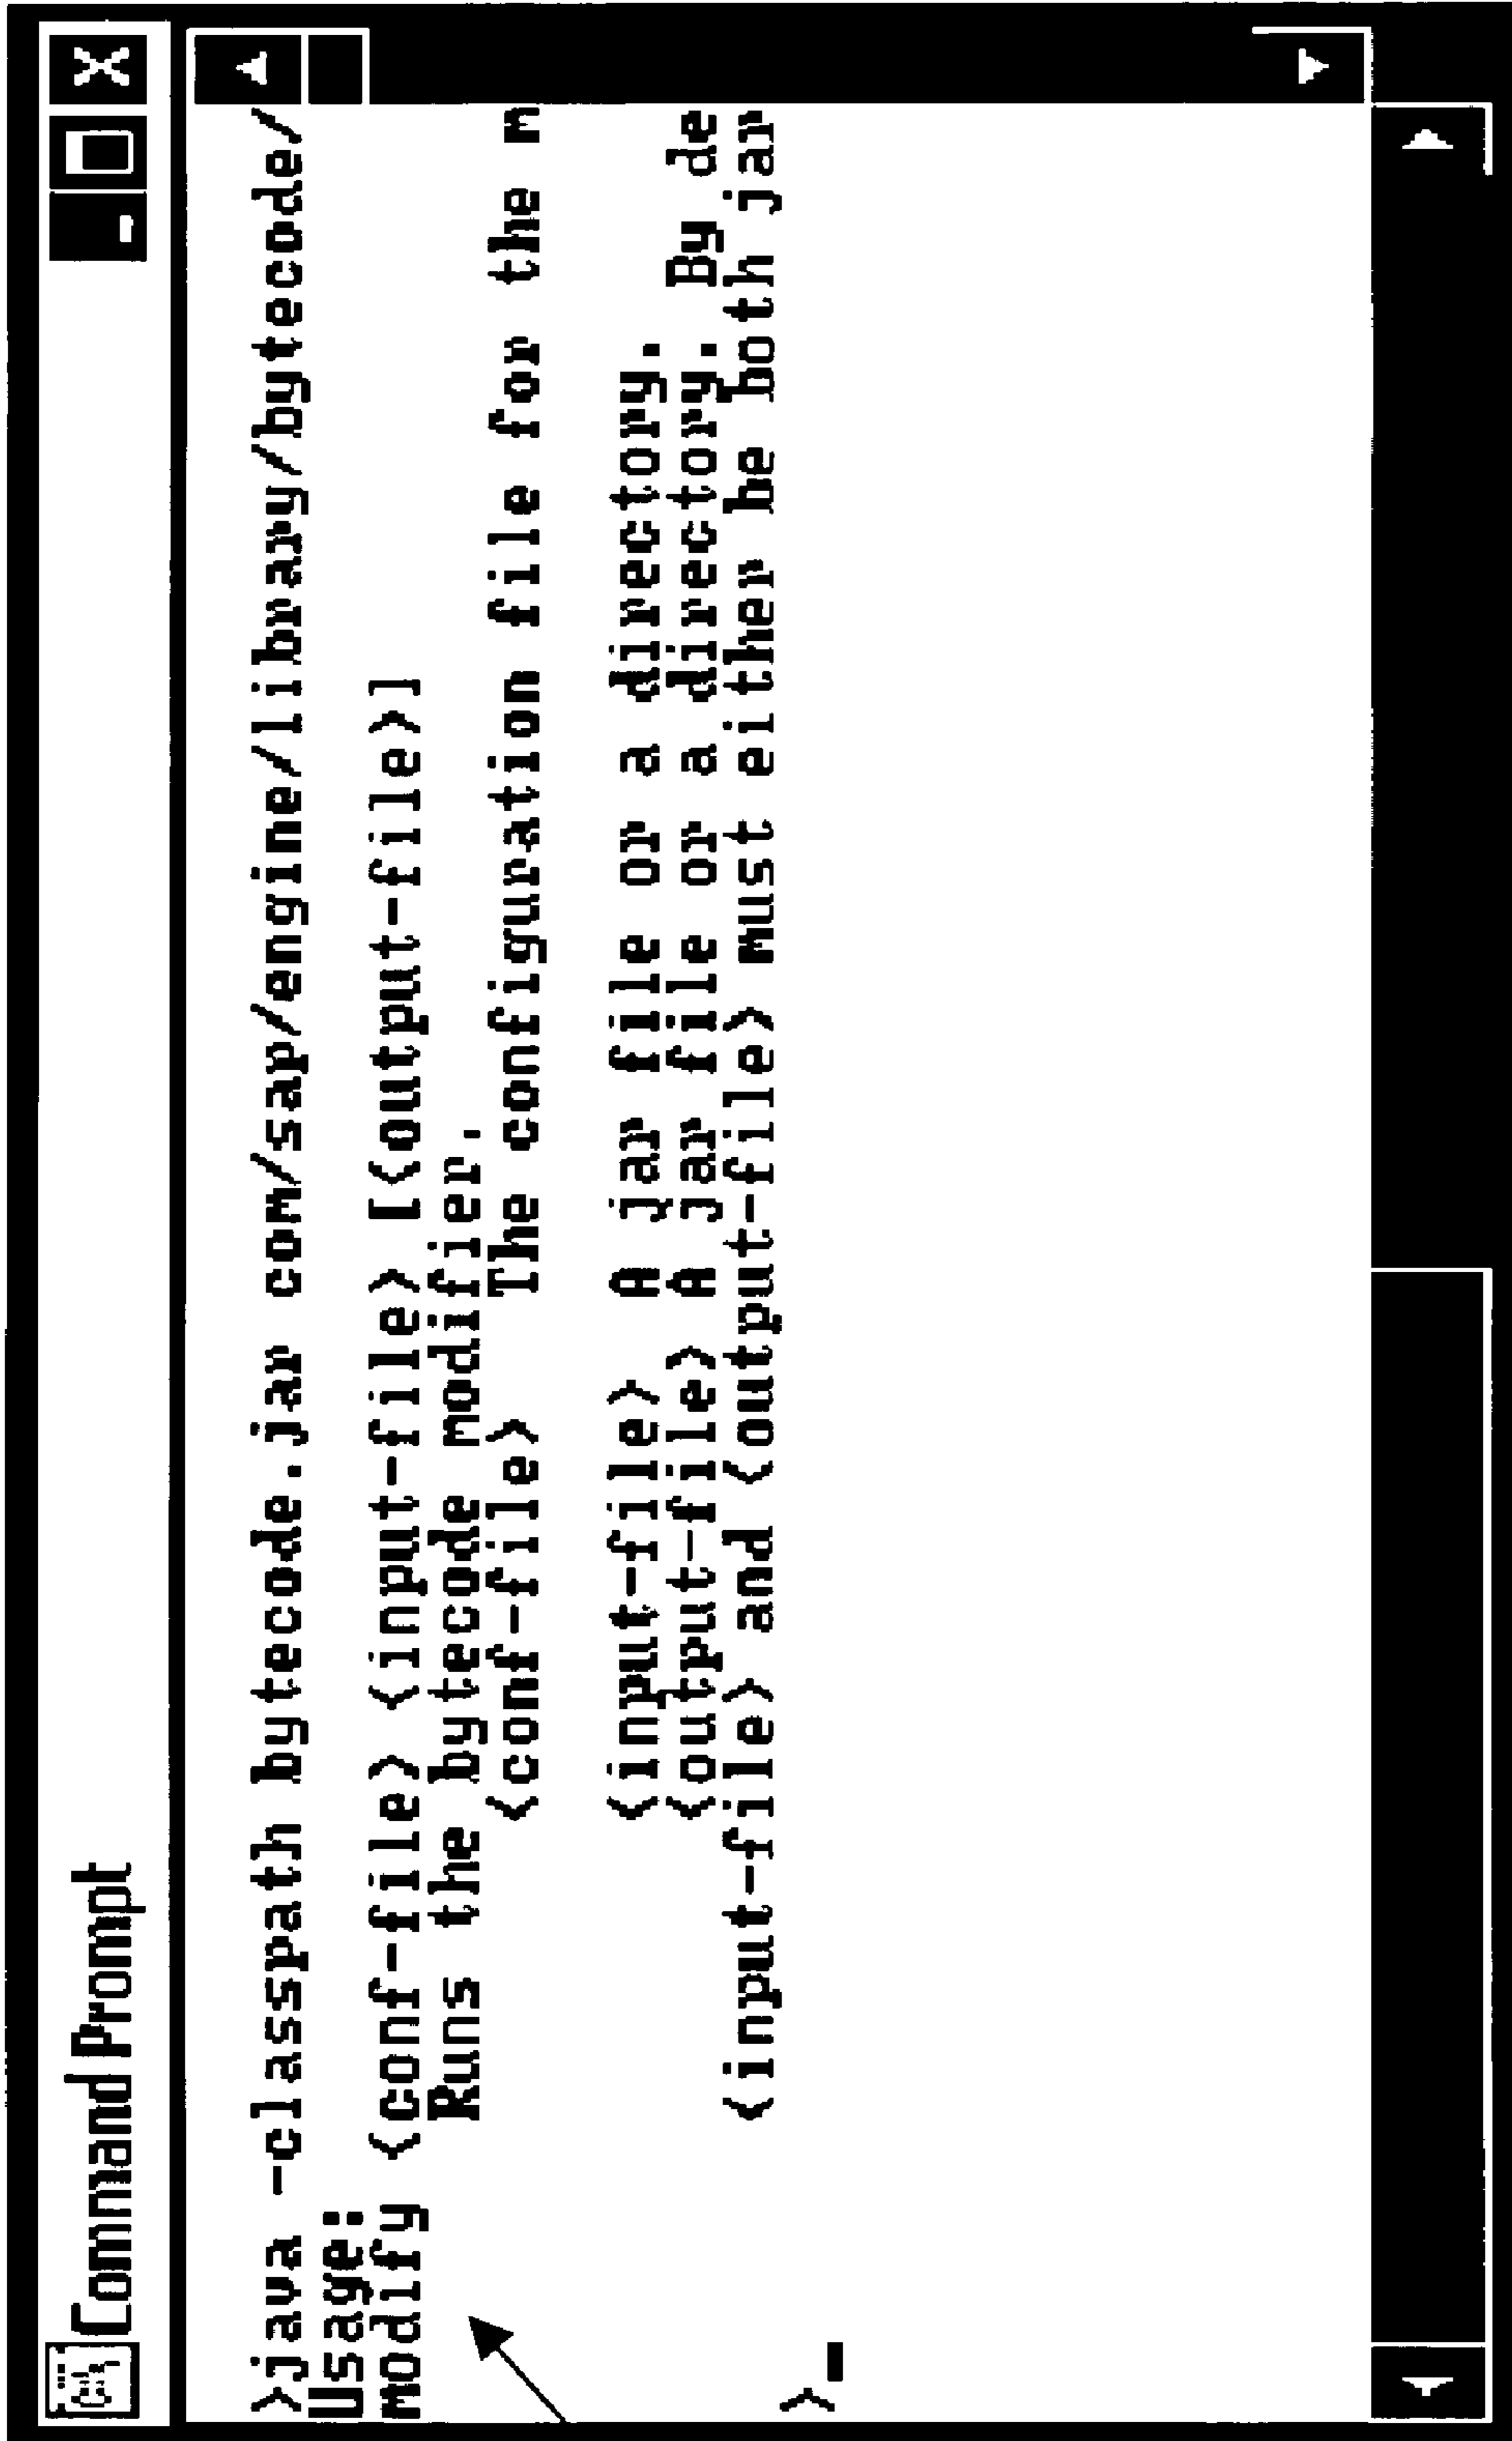 Command Prompt
>java -classpath bytecode.jar com/sap/engine/library/bytecode/
Usage:
modify <conf-file> <input-file> [<output-file>]
Runs the bytecode modifier.
<conf-file> The configuration file for the m
<input-file> A jar file or a directory.
<output-file> A jar file or a directory. By de
<input-file> and <output-file> must either be both jar
>_